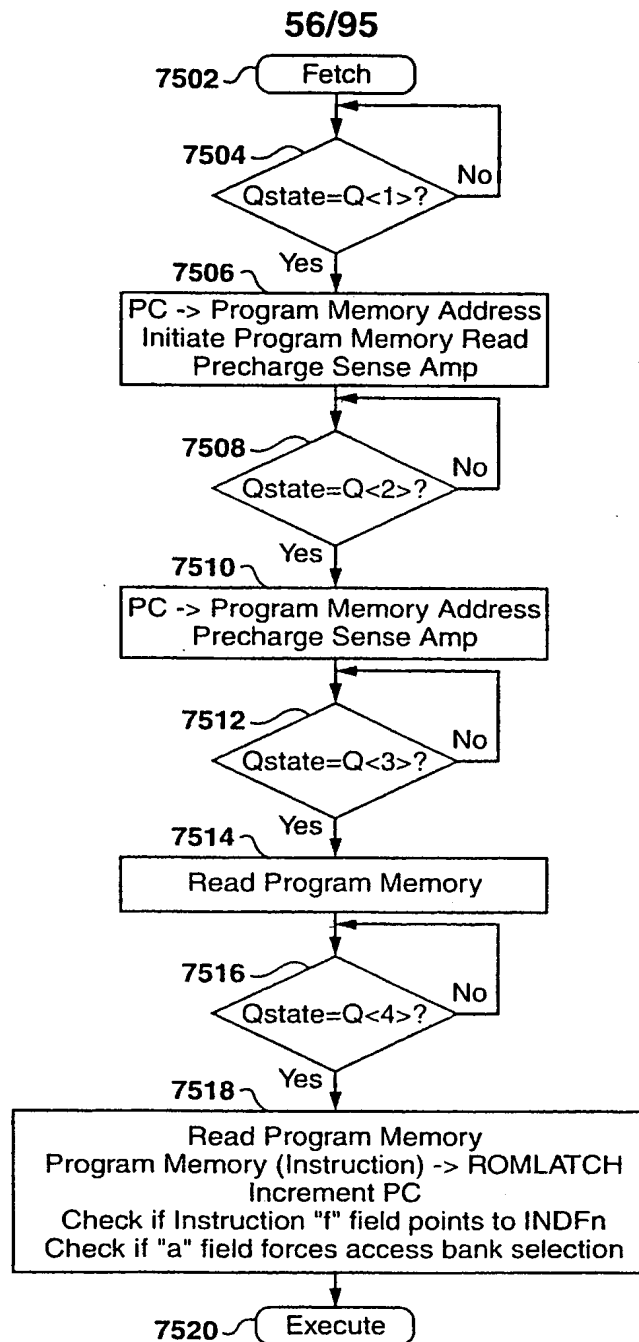 56/95
7502
Fetch
7504
Qstate=Q<1>?
No
Yes
7506
PC -> Program Memory Address
Initiate Program Memory Read
Precharge Sense Amp
7508
Qstate=Q<2>?
No
Yes
7510
PC -> Program Memory Address
Precharge Sense Amp
7512
Qstate=Q<3>?
No
Yes
7514
Read Program Memory
7516
Qstate=Q<4>?
No
Yes
7518
Read Program Memory
Program Memory (Instruction) -> ROMLATCH
Increment PC
Check if Instruction "f" field points to INDFn
Check if "a" field forces access bank selection
7520
Execute